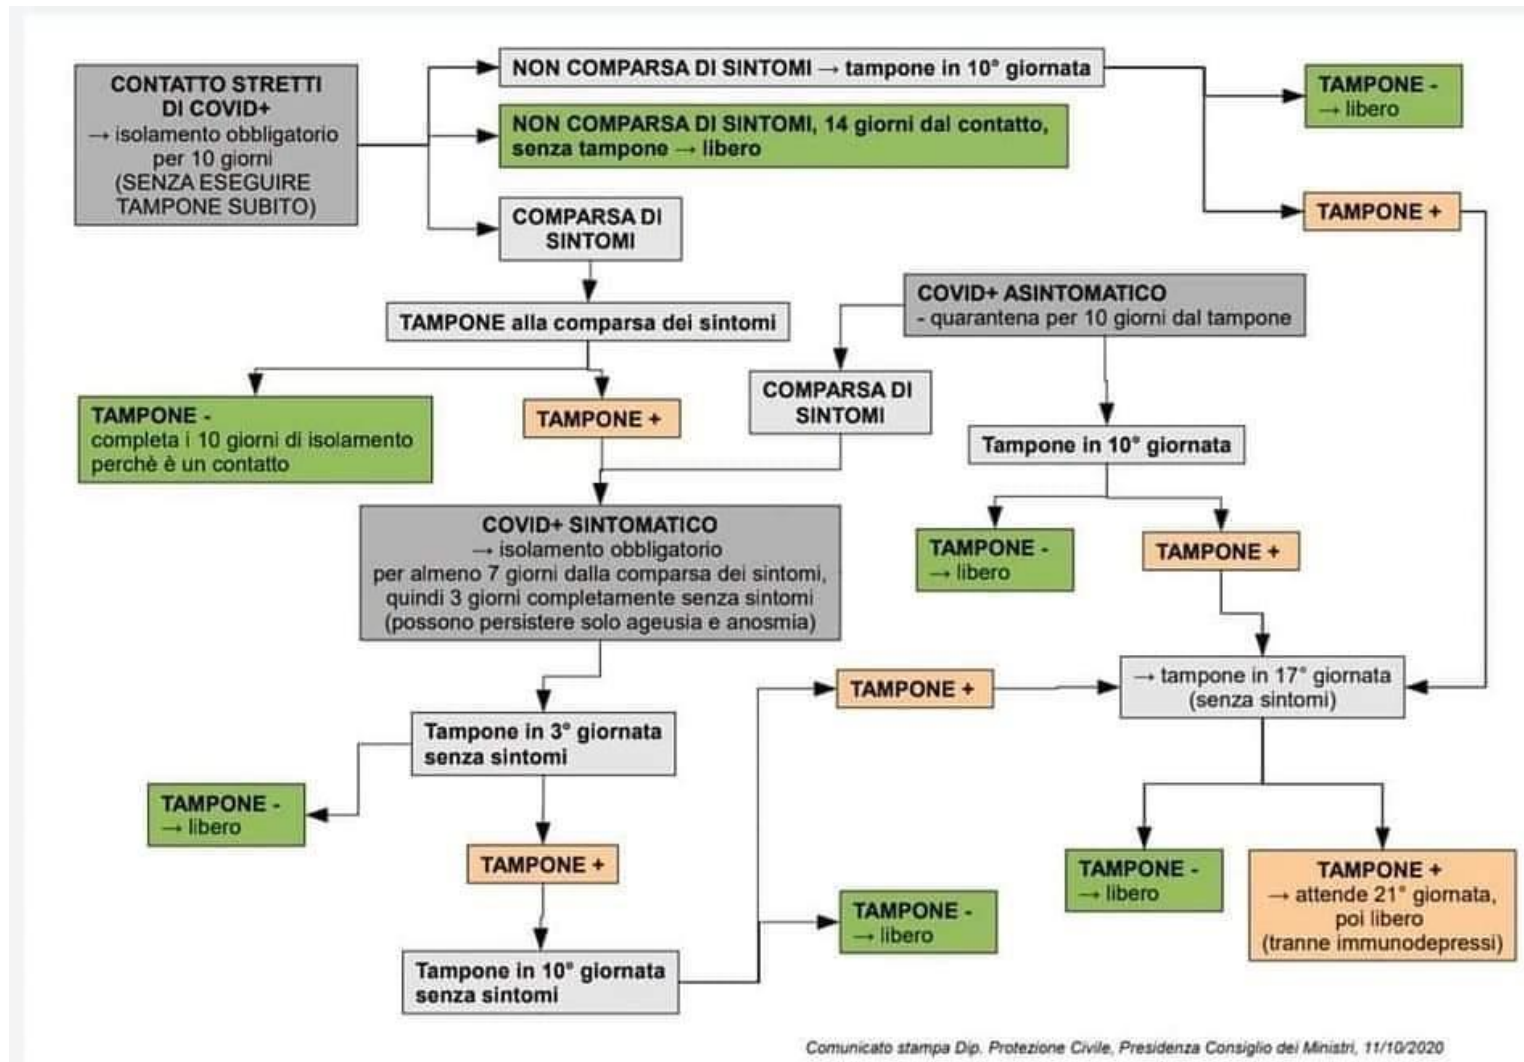 CONTATTO STRETTI
DI COVID+
→ isolamento obbligatorio
per 10 giorni
(SENZA ESEGUIRE
TAMPONE SUBITO)
NON COMPARSA DI SINTOMI → tampone in 10° giornata
TAMPONE -
→ libero
NON COMPARSA DI SINTOMI, 14 giorni dal contatto,
senza tampone → libero
TAMPONE +
COMPARSA DI
SINTOMI
TAMPONE alla comparsa dei sintomi
COVID+ ASINTOMATICO
- quarantena per 10 giorni dal tampone
TAMPONE -
completa i 10 giorni di isolamento
perchè è un contatto
TAMPONE +
COMPARSA DI
SINTOMI
Tampone in 10° giornata
TAMPONE -
→ libero
TAMPONE +
COVID+ SINTOMATICO
→ isolamento obbligatorio
per almeno 7 giorni dalla comparsa dei sintomi,
quindi 3 giorni completamente senza sintomi
(possono persistere solo ageusia e anosmia)
TAMPONE +
→ tampone in 17° giornata
(senza sintomi)
Tampone in 3° giornata
senza sintomi
TAMPONE -
→ libero
TAMPONE +
Tampone in 10° giornata
senza sintomi
TAMPONE -
→ libero
TAMPONE -
→ libero
TAMPONE +
→ attende 21° giornata,
poi libero
(tranne immunodepressi)
Comunicato stampa Dip. Protezione Civile, Presidenza Consiglio dei Ministri, 11/10/2020